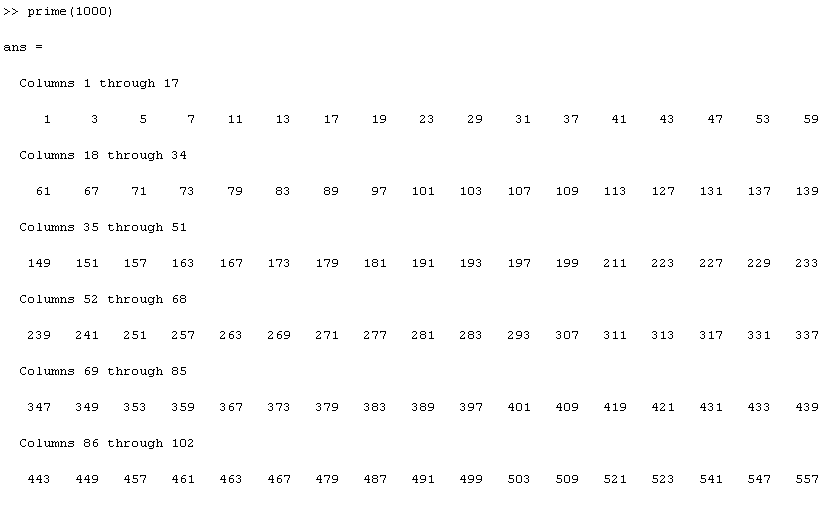 >> prime(1000)
ans =
Columns 1 through 17
1 3 5 7 11 13 17 19 23 29 31 37 41 43 47 53 59
Columns 18 through 34
61 67 71 73 79 83 89 97 101 103 107 109 113 127 131 137 139
Columns 35 through 51
149 151 157 163 167 173 179 181 191 193 197 199 211 223 227 229 233
Columns 52 through 68
239 241 251 257 263 269 271 277 281 283 293 307 311 313 317 331 337
Columns 69 through 85
347 349 353 359 367 373 379 383 389 397 401 409 419 421 431 433 439
Columns 86 through 102
443 449 457 461 463 467 479 487 491 499 503 509 521 523 541 547 557